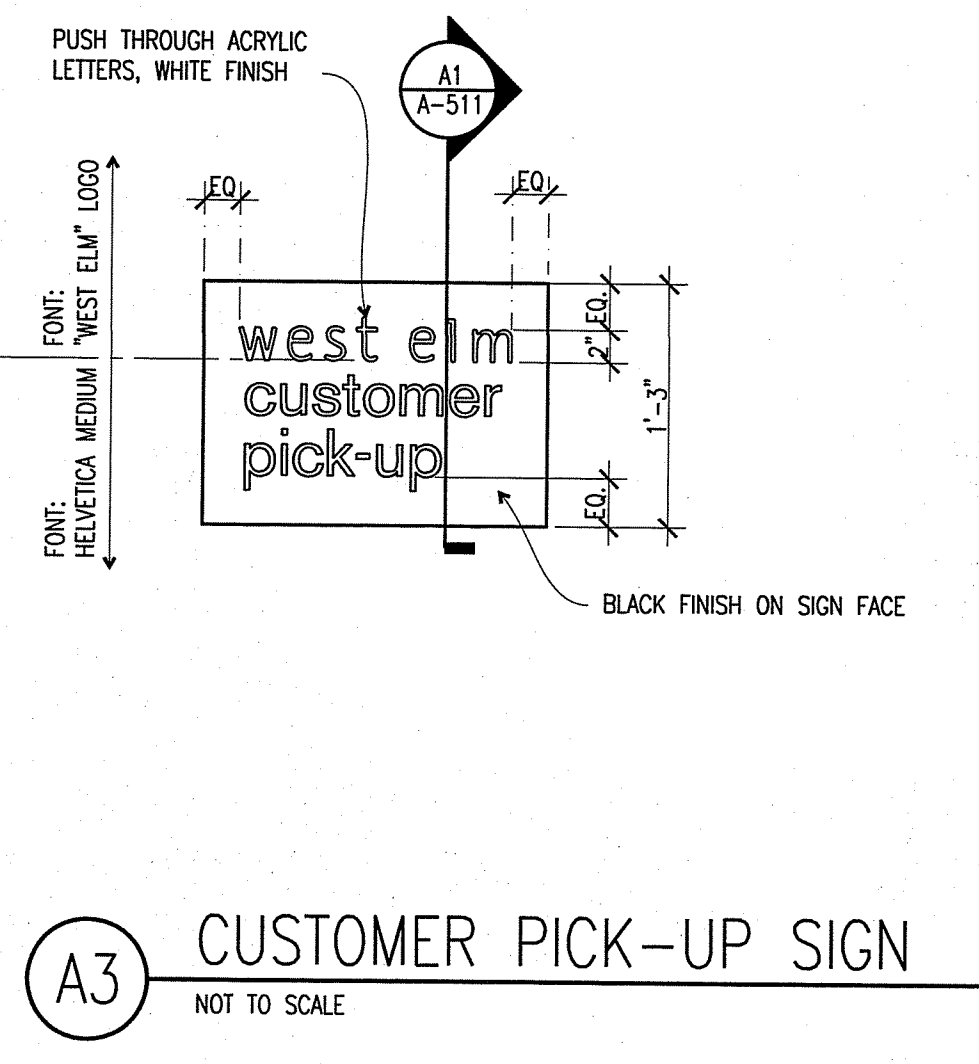 PUSH THROUGH ACRYLIC
LETTERS, WHITE FINISH
A1
A-511
EQ
EQ
FONT:
"WEST ELM" LOGO
FONT:
HELVETICA MEDIUM
west elm
customer
pick-up
EQ.
2"
1'-3"
EQ.
BLACK FINISH ON SIGN FACE
A3
CUSTOMER PICK-UP SIGN
NOT TO SCALE